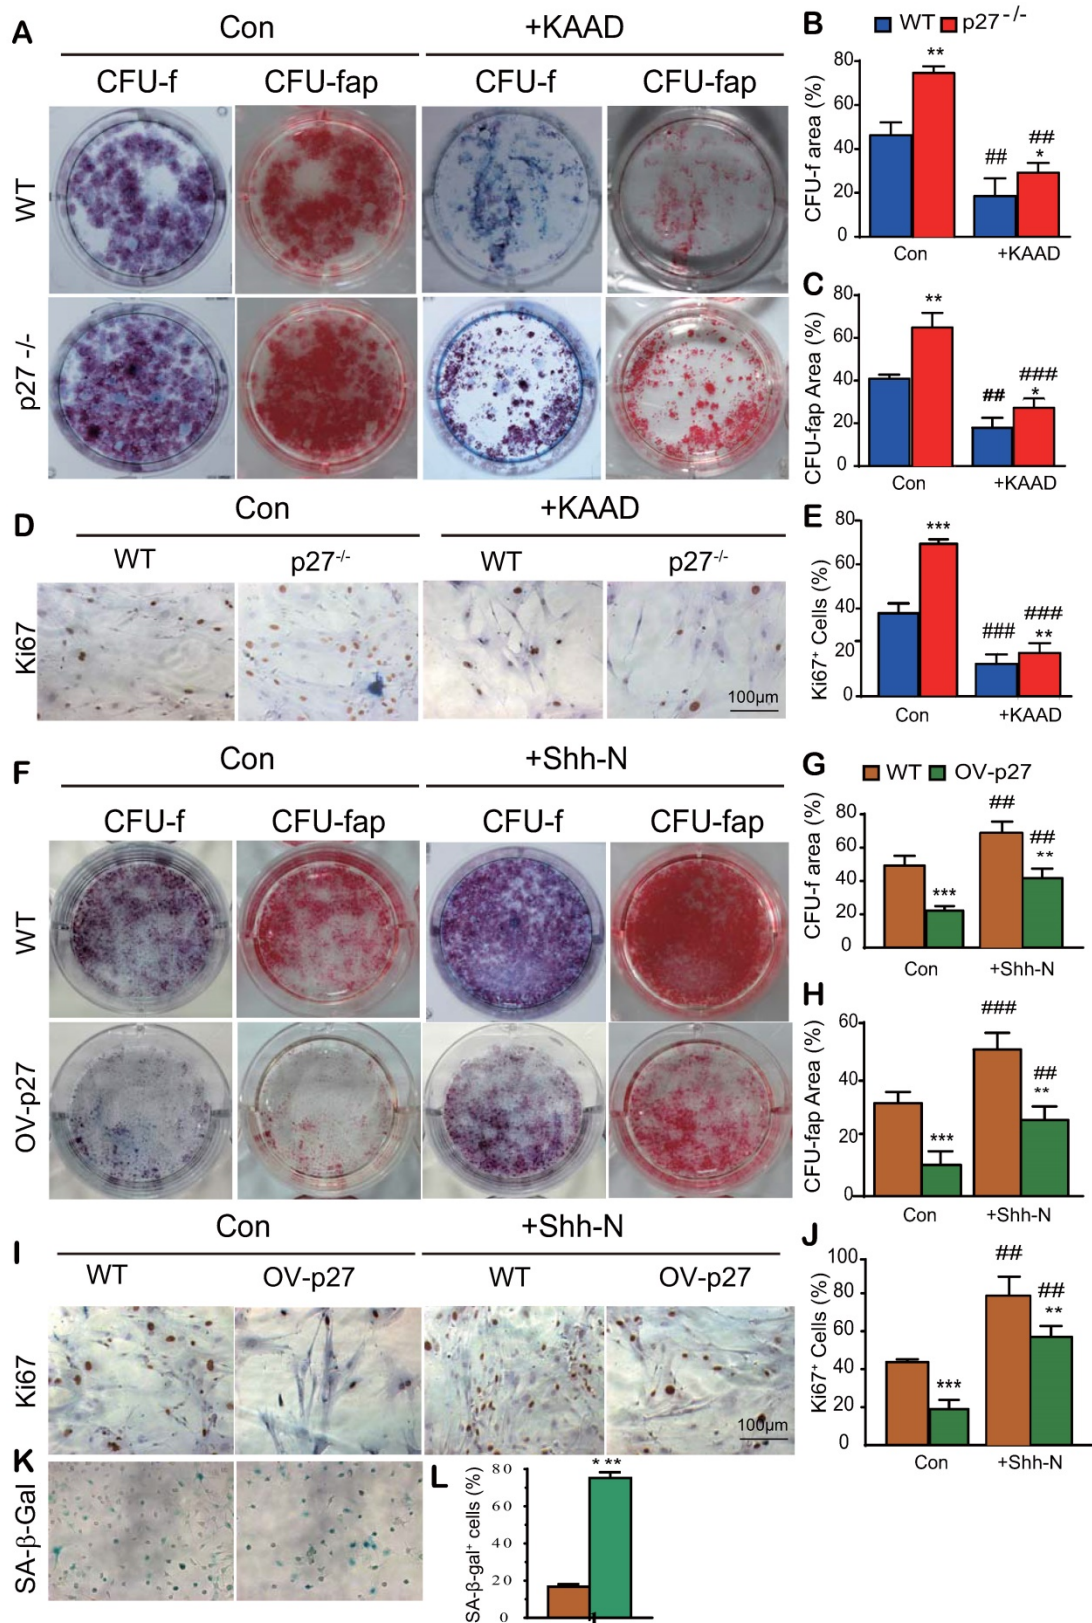 A
Con
+KAAD
CFU-f
CFU-fap
CFU-f
CFU-fap
WT
p27 -/-
B
WT
p27 -/-
CFU-f area (%)
80
60
40
20
0
**
##
##
*
Con
+KAAD
C
CFU-fap Area (%)
80
60
40
20
0
**
##
###
*
Con
+KAAD
D
Con
+KAAD
WT
p27-/-
WT
p27-/-
Ki67
100μm
E
Ki67+ Cells (%)
80
40
20
0
***
###
###
**
Con
+KAAD
F
Con
+Shh-N
CFU-f
CFU-fap
CFU-f
CFU-fap
WT
OV-p27
G
WT
OV-p27
CFU-f area (%)
80
60
40
20
0
***
##
##
**
Con
+Shh-N
H
CFU-fap Area (%)
60
40
20
0
***
###
##
**
Con
+Shh-N
I
Con
+Shh-N
WT
OV-p27
WT
OV-p27
Ki67
100μm
J
Ki67+ Cells (%)
100
60
40
20
0
***
##
##
**
Con
+Shh-N
K
SA-β-Gal
L
SA-β-gal+ cells (%)
80
60
40
20
0
* **